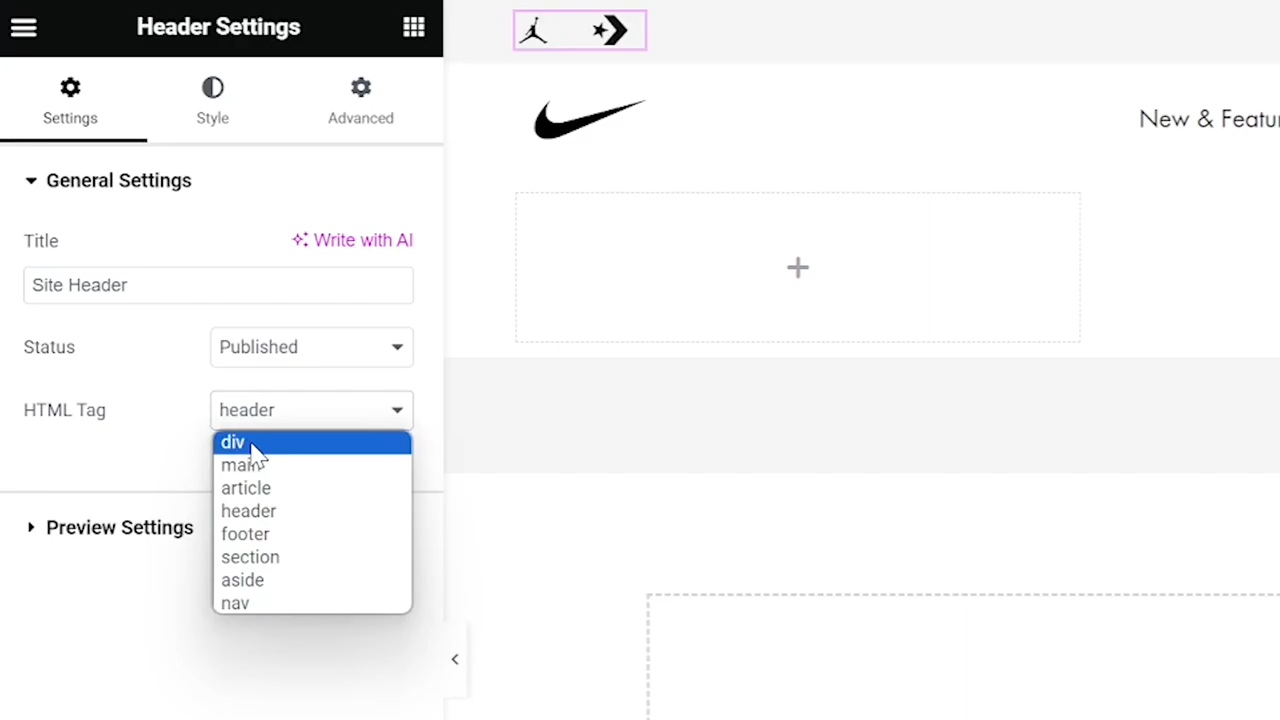 Header Settings
Settings
Style
Advanced
General Settings
Title
Write with AI
Site Header
Status
Published
HTML Tag
header
div
main
article
header
footer
section
aside
nav
Preview Settings
New & Featur